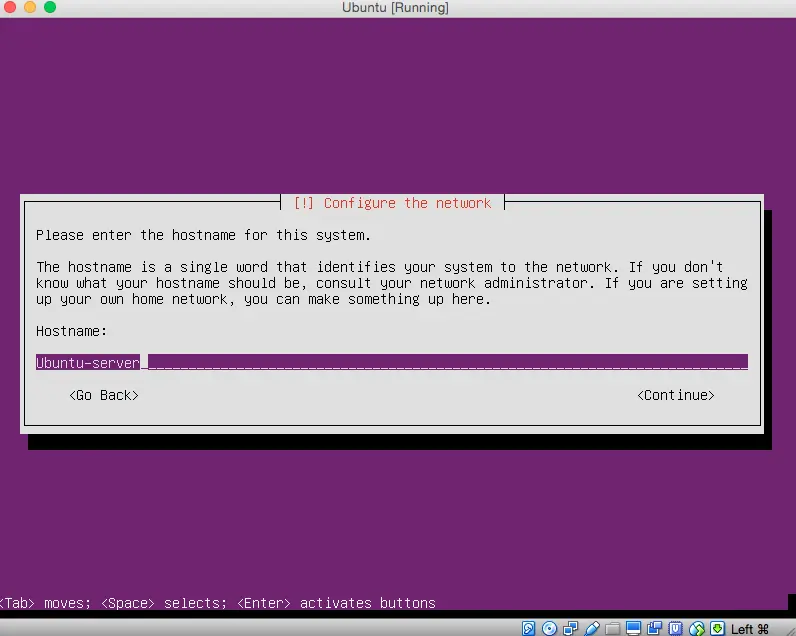 Ubuntu [Running]
[!] Configure the network
Please enter the hostname for this system.
The hostname is a single word that identifies your system to the network. If you don't
know what your hostname should be, consult your network administrator. If you are setting
up your own home network, you can make something up here.
Hostname:
Ubuntu-server
<Go Back> <Continue>
<Tab> moves; <Space> selects; <Enter> activates buttons
Left ⌘